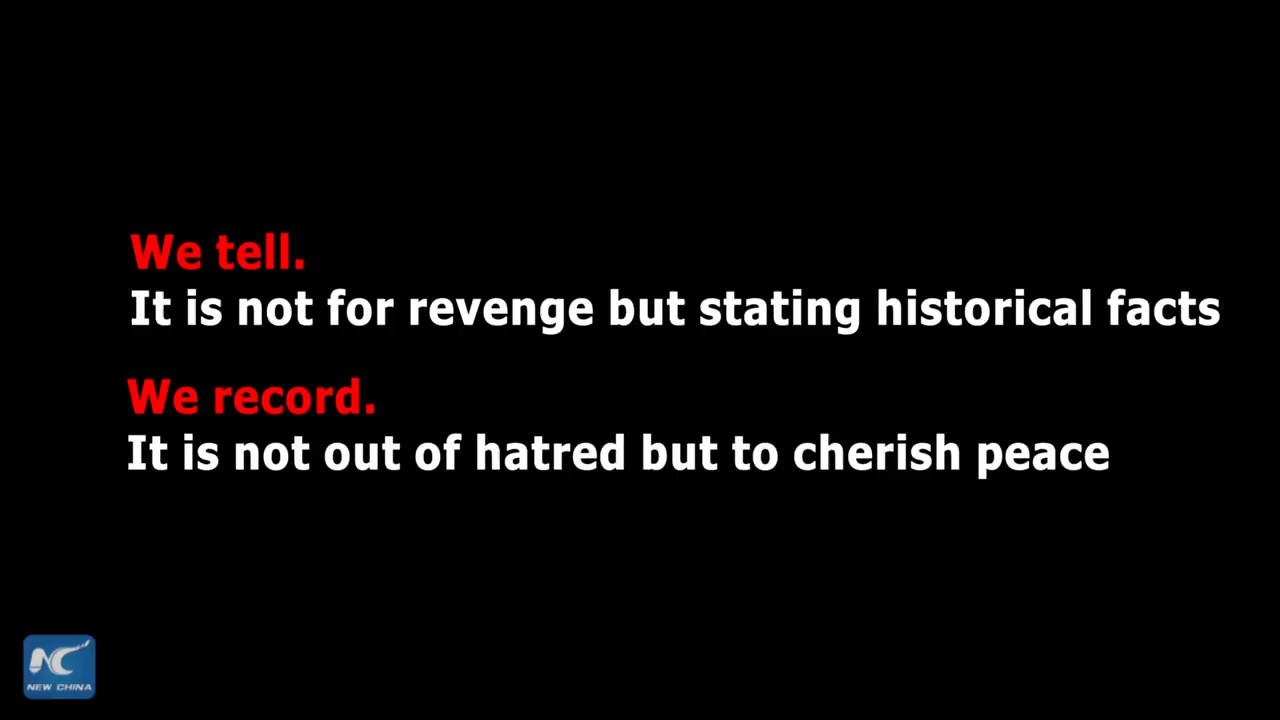 We tell.
It is not for revenge but stating historical facts
We record.
It is not out of hatred but to cherish peace
NC
NEW CHINA